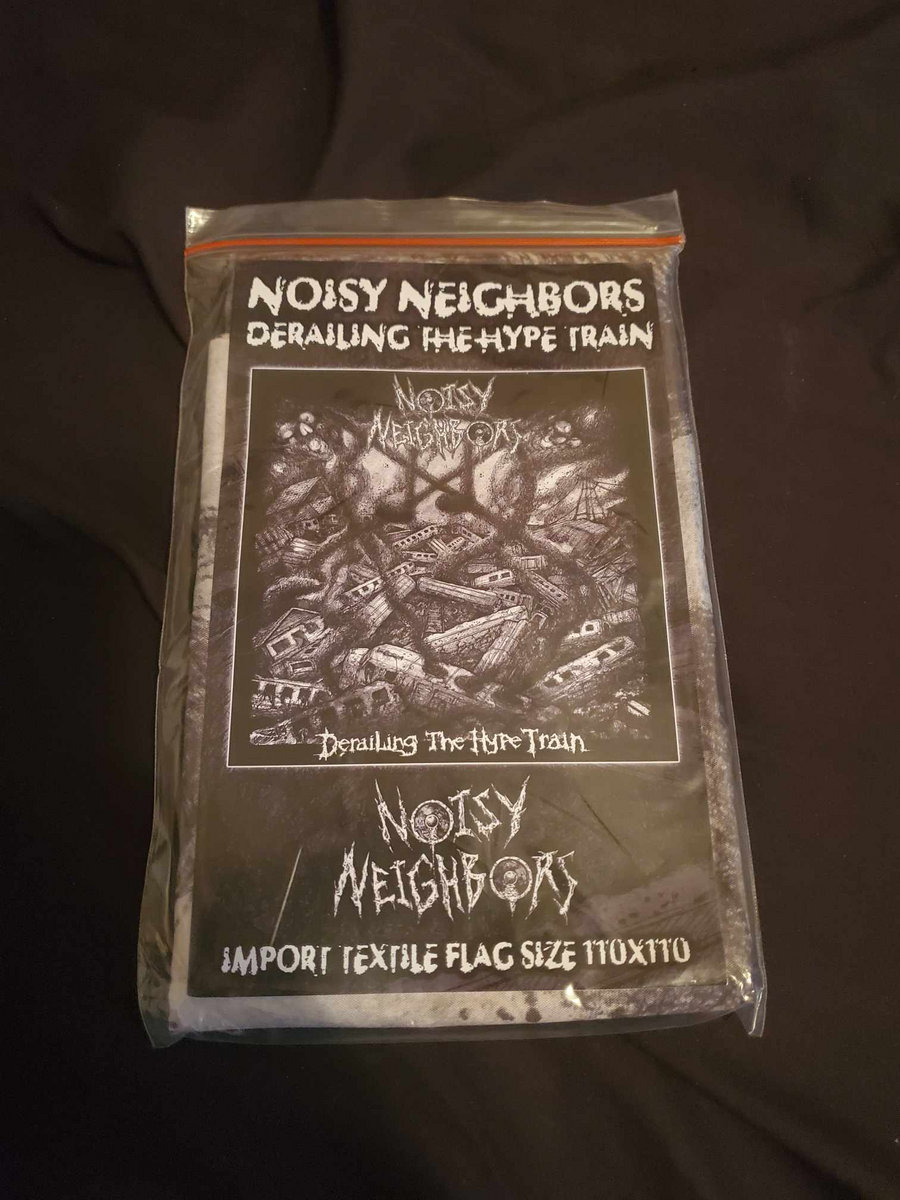 NOISY NEIGHBORS
DERAILING THE HYPE TRAIN
NOISY
NEIGHBORS
Derailing The Hype Train
NOISY
NEIGHBORS
IMPORT TEXTILE FLAG SIZE 110X110